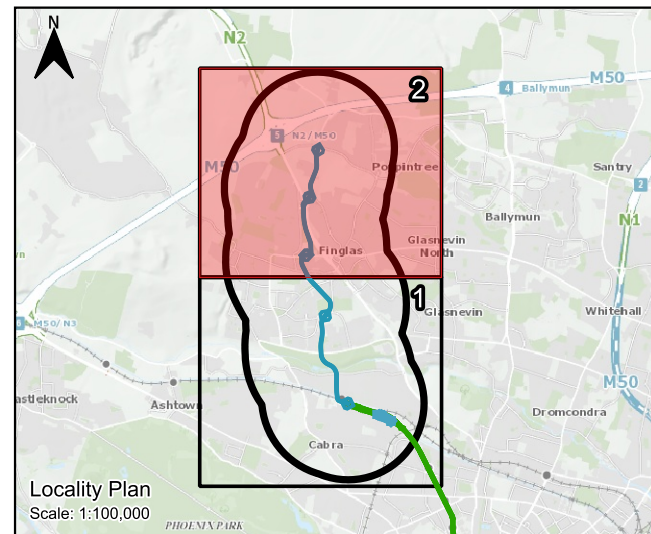 N
N2
2
M50
4 Ballymun
5 N2 / M50
M50
Poppintree
Santry
2
Ballymun
N1
Glasnevin
North
Finglas
1
Glasnevin
Whitehall
M50/ N3
M50
astleknock
Ashtown
Dromcondra
Cabra
Locality Plan
Scale: 1:100,000
PHOENIX PARK